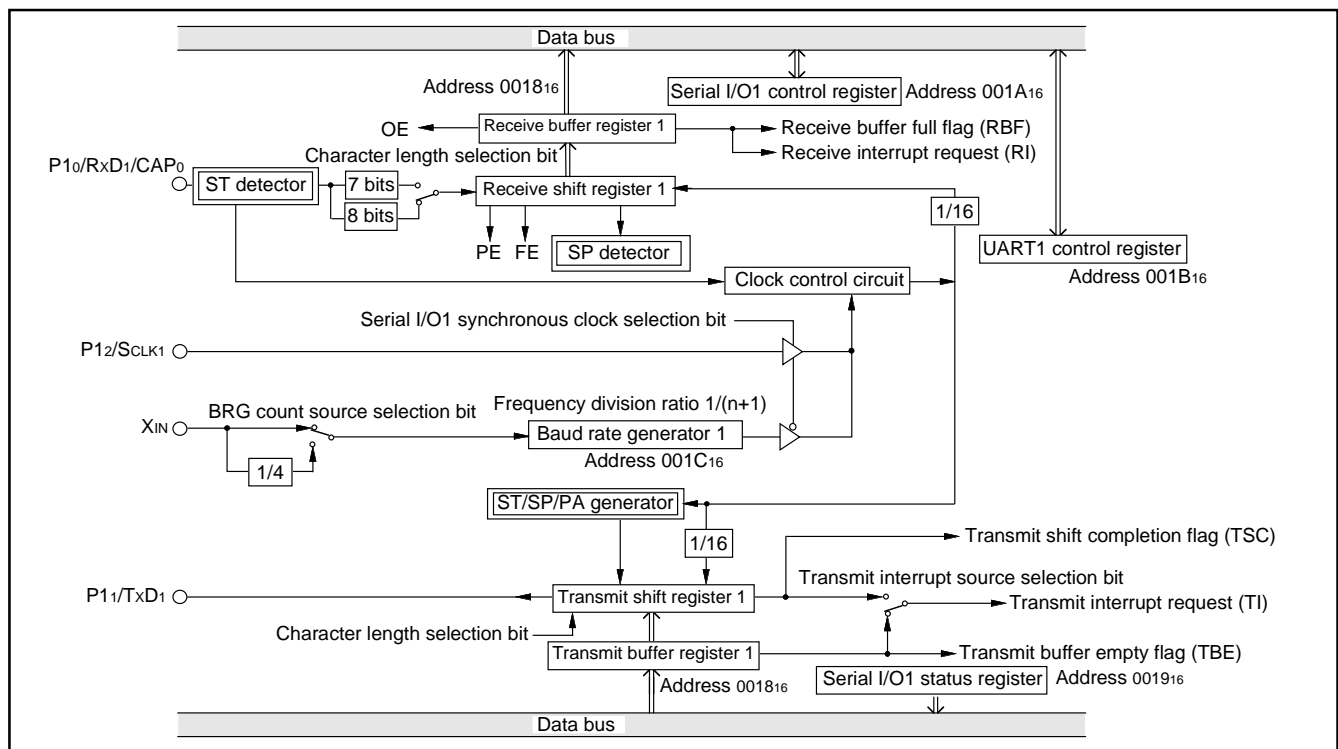 Data bus
Address 0018₁₆
Serial I/O1 control register Address 001A₁₆
OE
Receive buffer register 1
Receive buffer full flag (RBF)
Character length selection bit
Receive interrupt request (RI)
P1₀/RxD₁/CAP₀
ST detector
7 bits
8 bits
Receive shift register 1
1/16
PE
FE
SP detector
UART1 control register
Address 001B₁₆
Clock control circuit
Serial I/O1 synchronous clock selection bit
P1₂/SCLK1
BRG count source selection bit
Frequency division ratio 1/(n+1)
XIN
Baud rate generator 1
Address 001C₁₆
1/4
ST/SP/PA generator
1/16
Transmit shift completion flag (TSC)
Transmit interrupt source selection bit
P1₁/TxD₁
Transmit shift register 1
Transmit interrupt request (TI)
Character length selection bit
Transmit buffer register 1
Transmit buffer empty flag (TBE)
Address 0018₁₆
Serial I/O1 status register Address 0019₁₆
Data bus